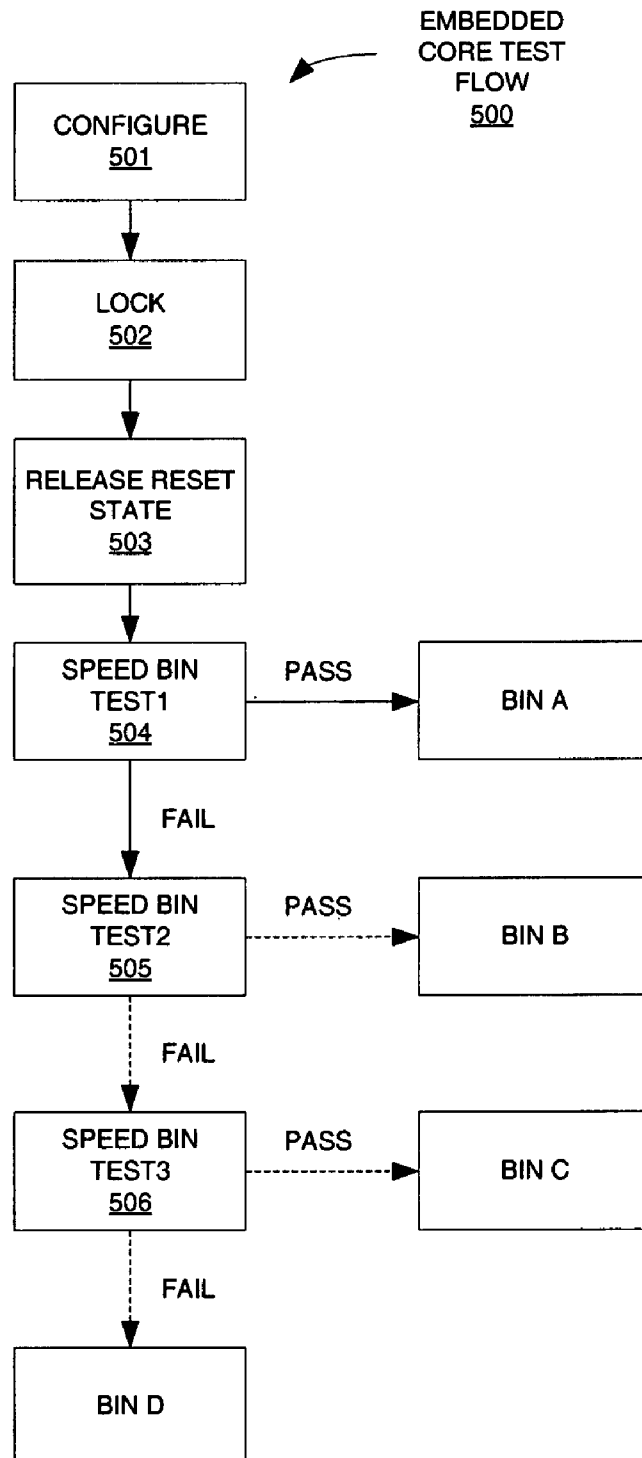 EMBEDDED
CORE TEST
FLOW
500
CONFIGURE
501
LOCK
502
RELEASE RESET
STATE
503
SPEED BIN
TEST1
504
PASS
BIN A
FAIL
SPEED BIN
TEST2
505
PASS
BIN B
FAIL
SPEED BIN
TEST3
506
PASS
BIN C
FAIL
BIN D